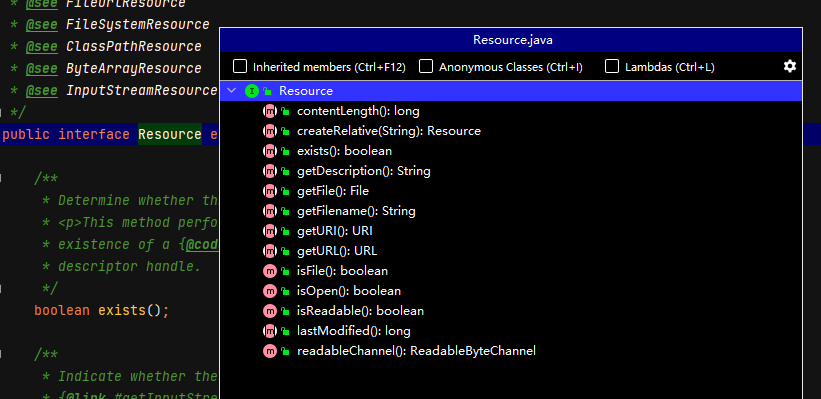 * @see FileUrlResource
* @see FileSystemResource
* @see ClassPathResource
* @see ByteArrayResource
* @see InputStreamResource
*/
public interface Resource e
/**
* Determine whether th
* <p>This method perfo
* existence of a {@cod
* descriptor handle.
*/
boolean exists();
/**
* Indicate whether the
* {@link #getInputStre
Resource.java
Inherited members (Ctrl+F12) Anonymous Classes (Ctrl+I) Lambdas (Ctrl+L)
I Resource
m contentLength(): long
m createRelative(String): Resource
m exists(): boolean
m getDescription(): String
m getFile(): File
m getFilename(): String
m getURI(): URI
m getURL(): URL
m isFile(): boolean
m isOpen(): boolean
m isReadable(): boolean
m lastModified(): long
m readableChannel(): ReadableByteChannel